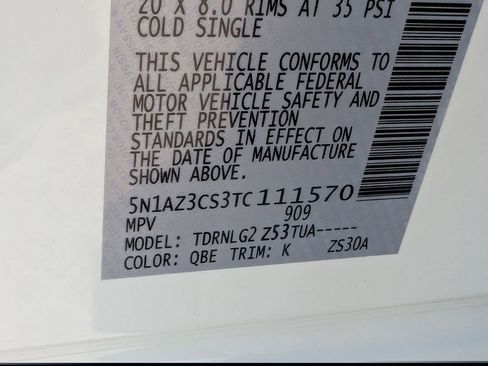 20 X 8.0 RIMS AT 35 PSI
COLD SINGLE
THIS VEHICLE CONFORMS TO
ALL APPLICABLE FEDERAL
MOTOR VEHICLE SAFETY AND
THEFT PREVENTION
STANDARDS IN EFFECT ON
THE DATE OF MANUFACTURE
SHOWN ABOVE.
5N1AZ3CS3TC111570
MPV 909
MODEL: TDRNLG2 Z53TUA-----
COLOR: QBE TRIM: K ZS30A